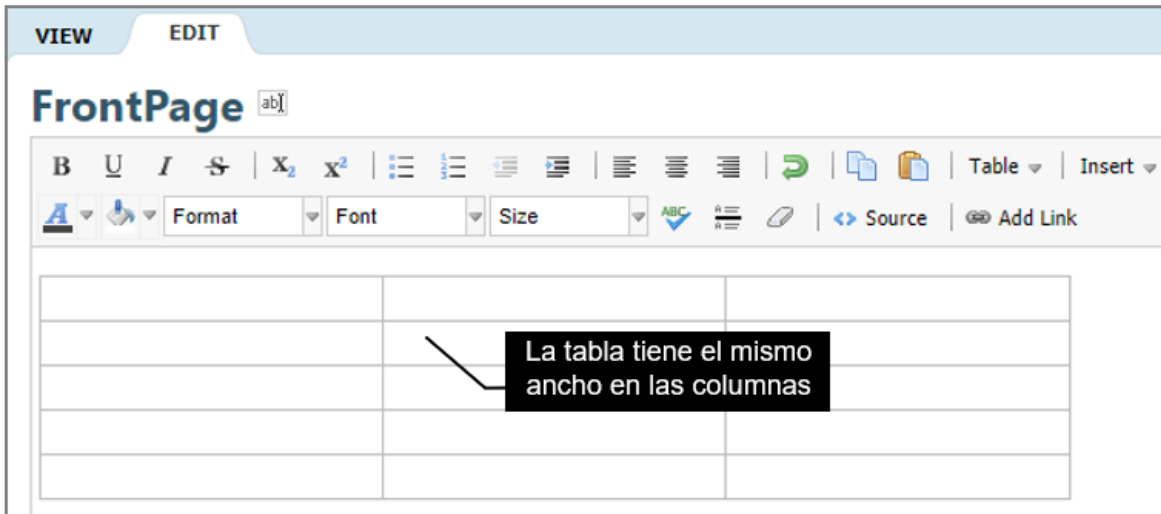 VIEW EDIT
FrontPage ab
B U I S X₂ X² Table Insert
A Format Font Size ABC Source Add Link
La tabla tiene el mismo
ancho en las columnas